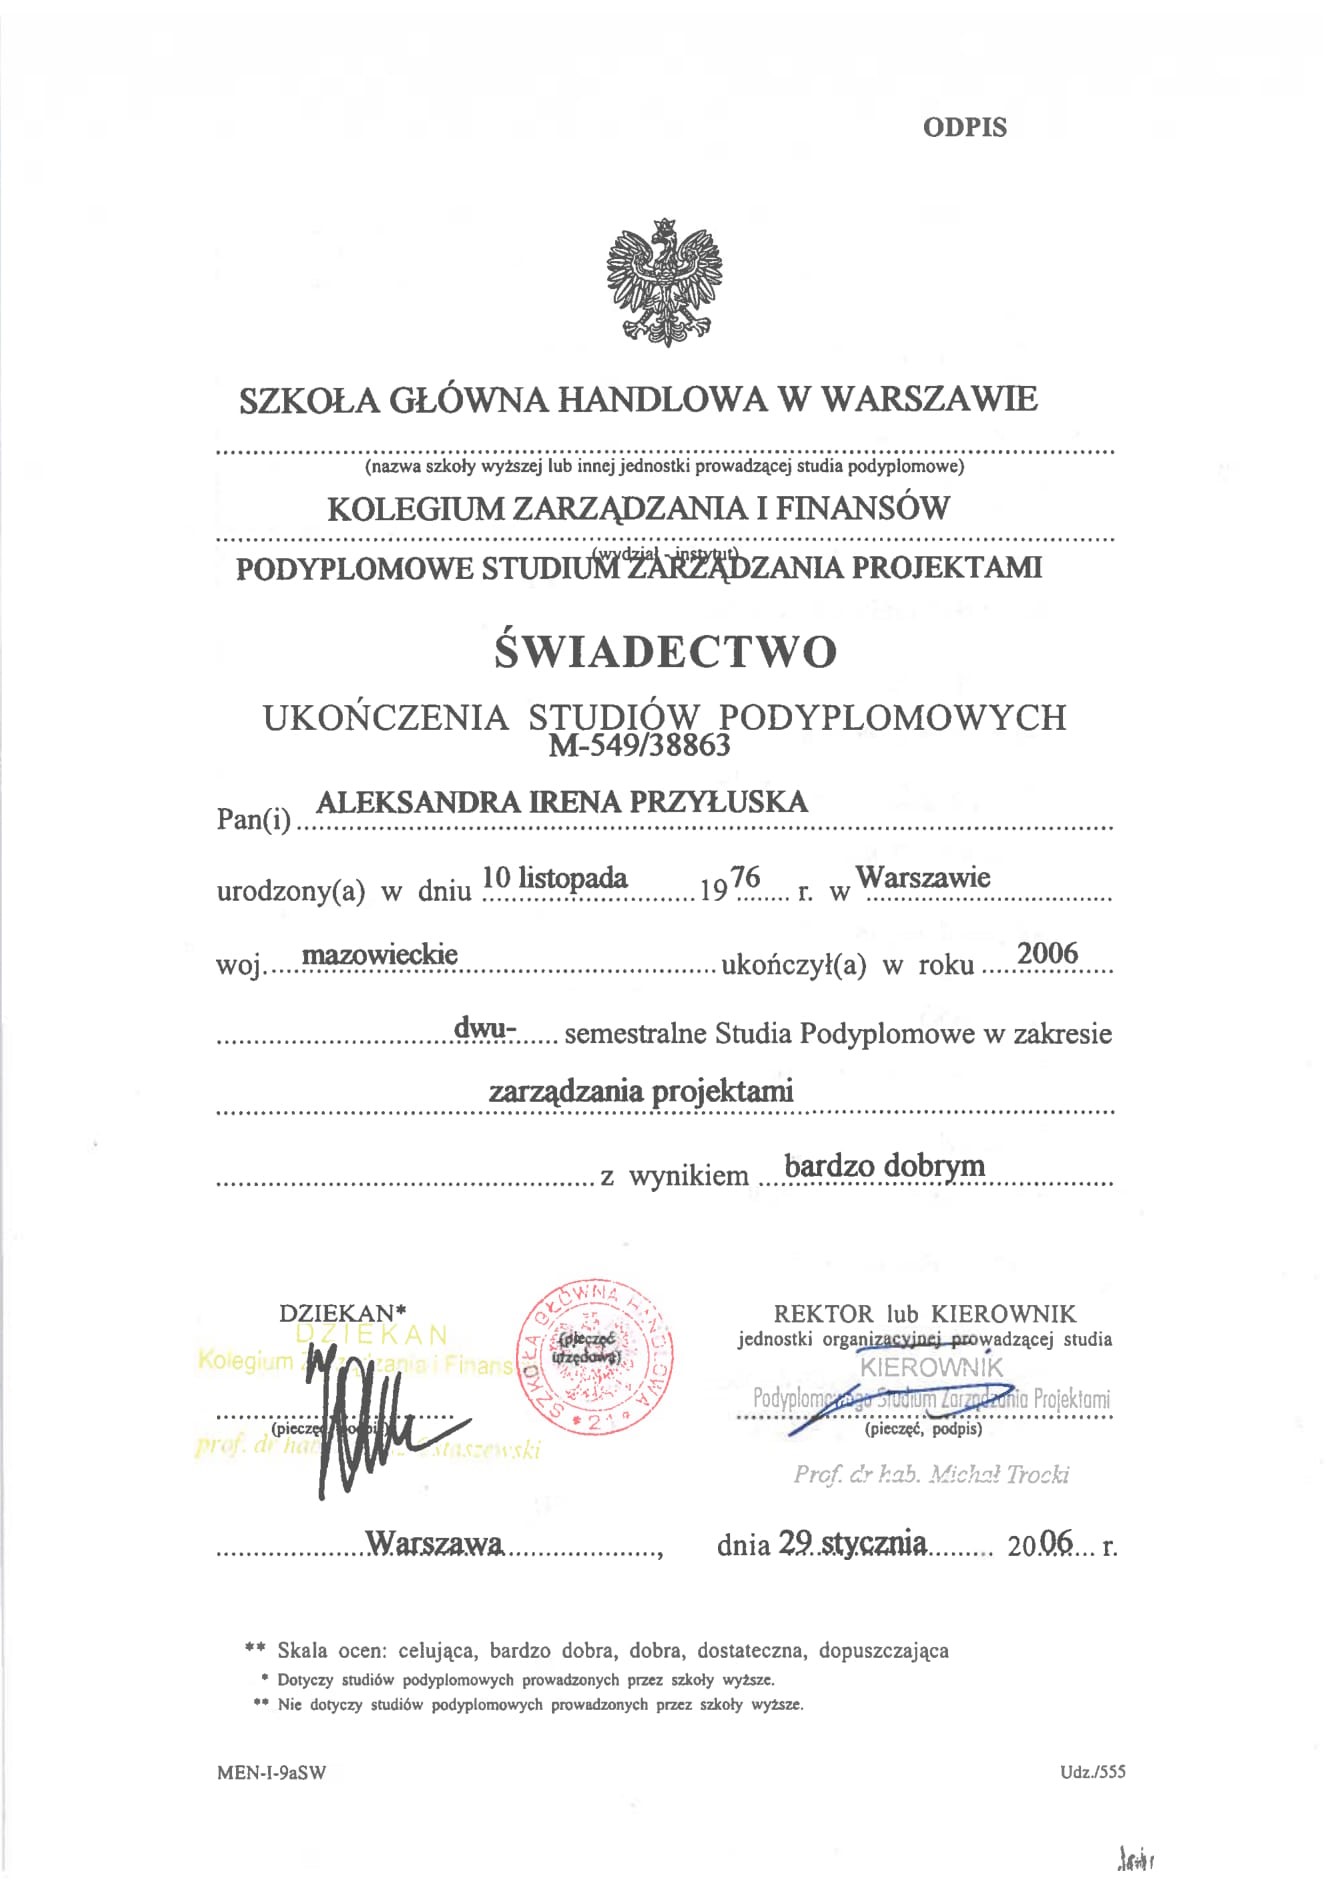 ODPIS
SZKOŁA GŁÓWNA HANDLOWA W WARSZAWIE
(nazwa szkoły wyższej lub innej jednostki prowadzącej studia podyplomowe)
KOLEGIUM ZARZĄDZANIA I FINANSÓW
(wydział - instytut)
PODYPLOMOWE STUDIUM ZARZĄDZANIA PROJEKTAMI
ŚWIADECTWO
UKOŃCZENIA STUDIÓW PODYPLOMOWYCH
M-549/38863
Pan(i) ALEKSANDRA IRENA PRZYŁUSKA
urodzony(a) w dniu 10 listopada 1976 r. w Warszawie
woj. mazowieckie ukończył(a) w roku 2006
dwu- semestralne Studia Podyplomowe w zakresie
zarządzania projektami
z wynikiem bardzo dobrym
DZIEKAN*
DZIEKAN
Kolegium Zarządzania i Finansów
(pieczęć, podpis)
prof. dr hab.
SZKOŁA GŁÓWNA HANDLOWA * 21 *
(pieczęć
urzędowa)
REKTOR lub KIEROWNIK
jednostki organizacyjnej prowadzącej studia
KIEROWNIK
Podyplomowego Studium Zarządzania Projektami
(pieczęć, podpis)
Prof. dr hab. Michał Trocki
Warszawa, dnia 29 stycznia 2006 r.
** Skala ocen: celująca, bardzo dobra, dobra, dostateczna, dopuszczająca
* Dotyczy studiów podyplomowych prowadzonych przez szkoły wyższe.
** Nie dotyczy studiów podyplomowych prowadzonych przez szkoły wyższe.
MEN-I-9aSW
Udz./555